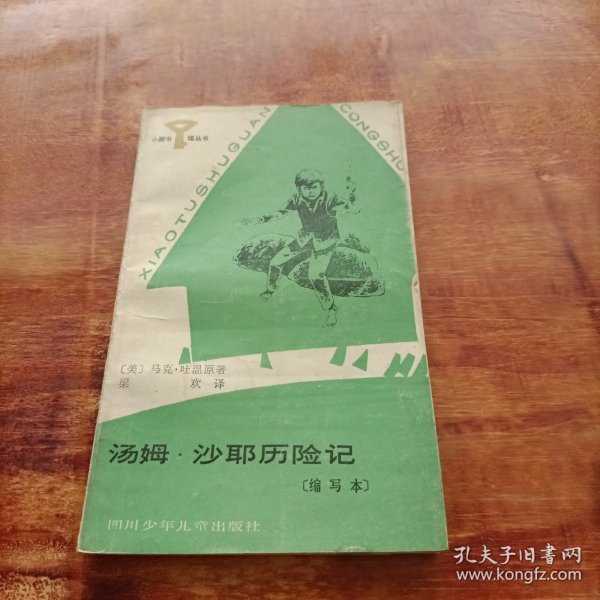 小图书馆丛书
XIAOTUSHUGUAN
CONGSHU
〔美〕马克·吐温原著
梁 欢 译
汤姆·沙耶历险记
〔缩写本〕
四川少年儿童出版社
孔夫子旧书网
www.kongfz.com